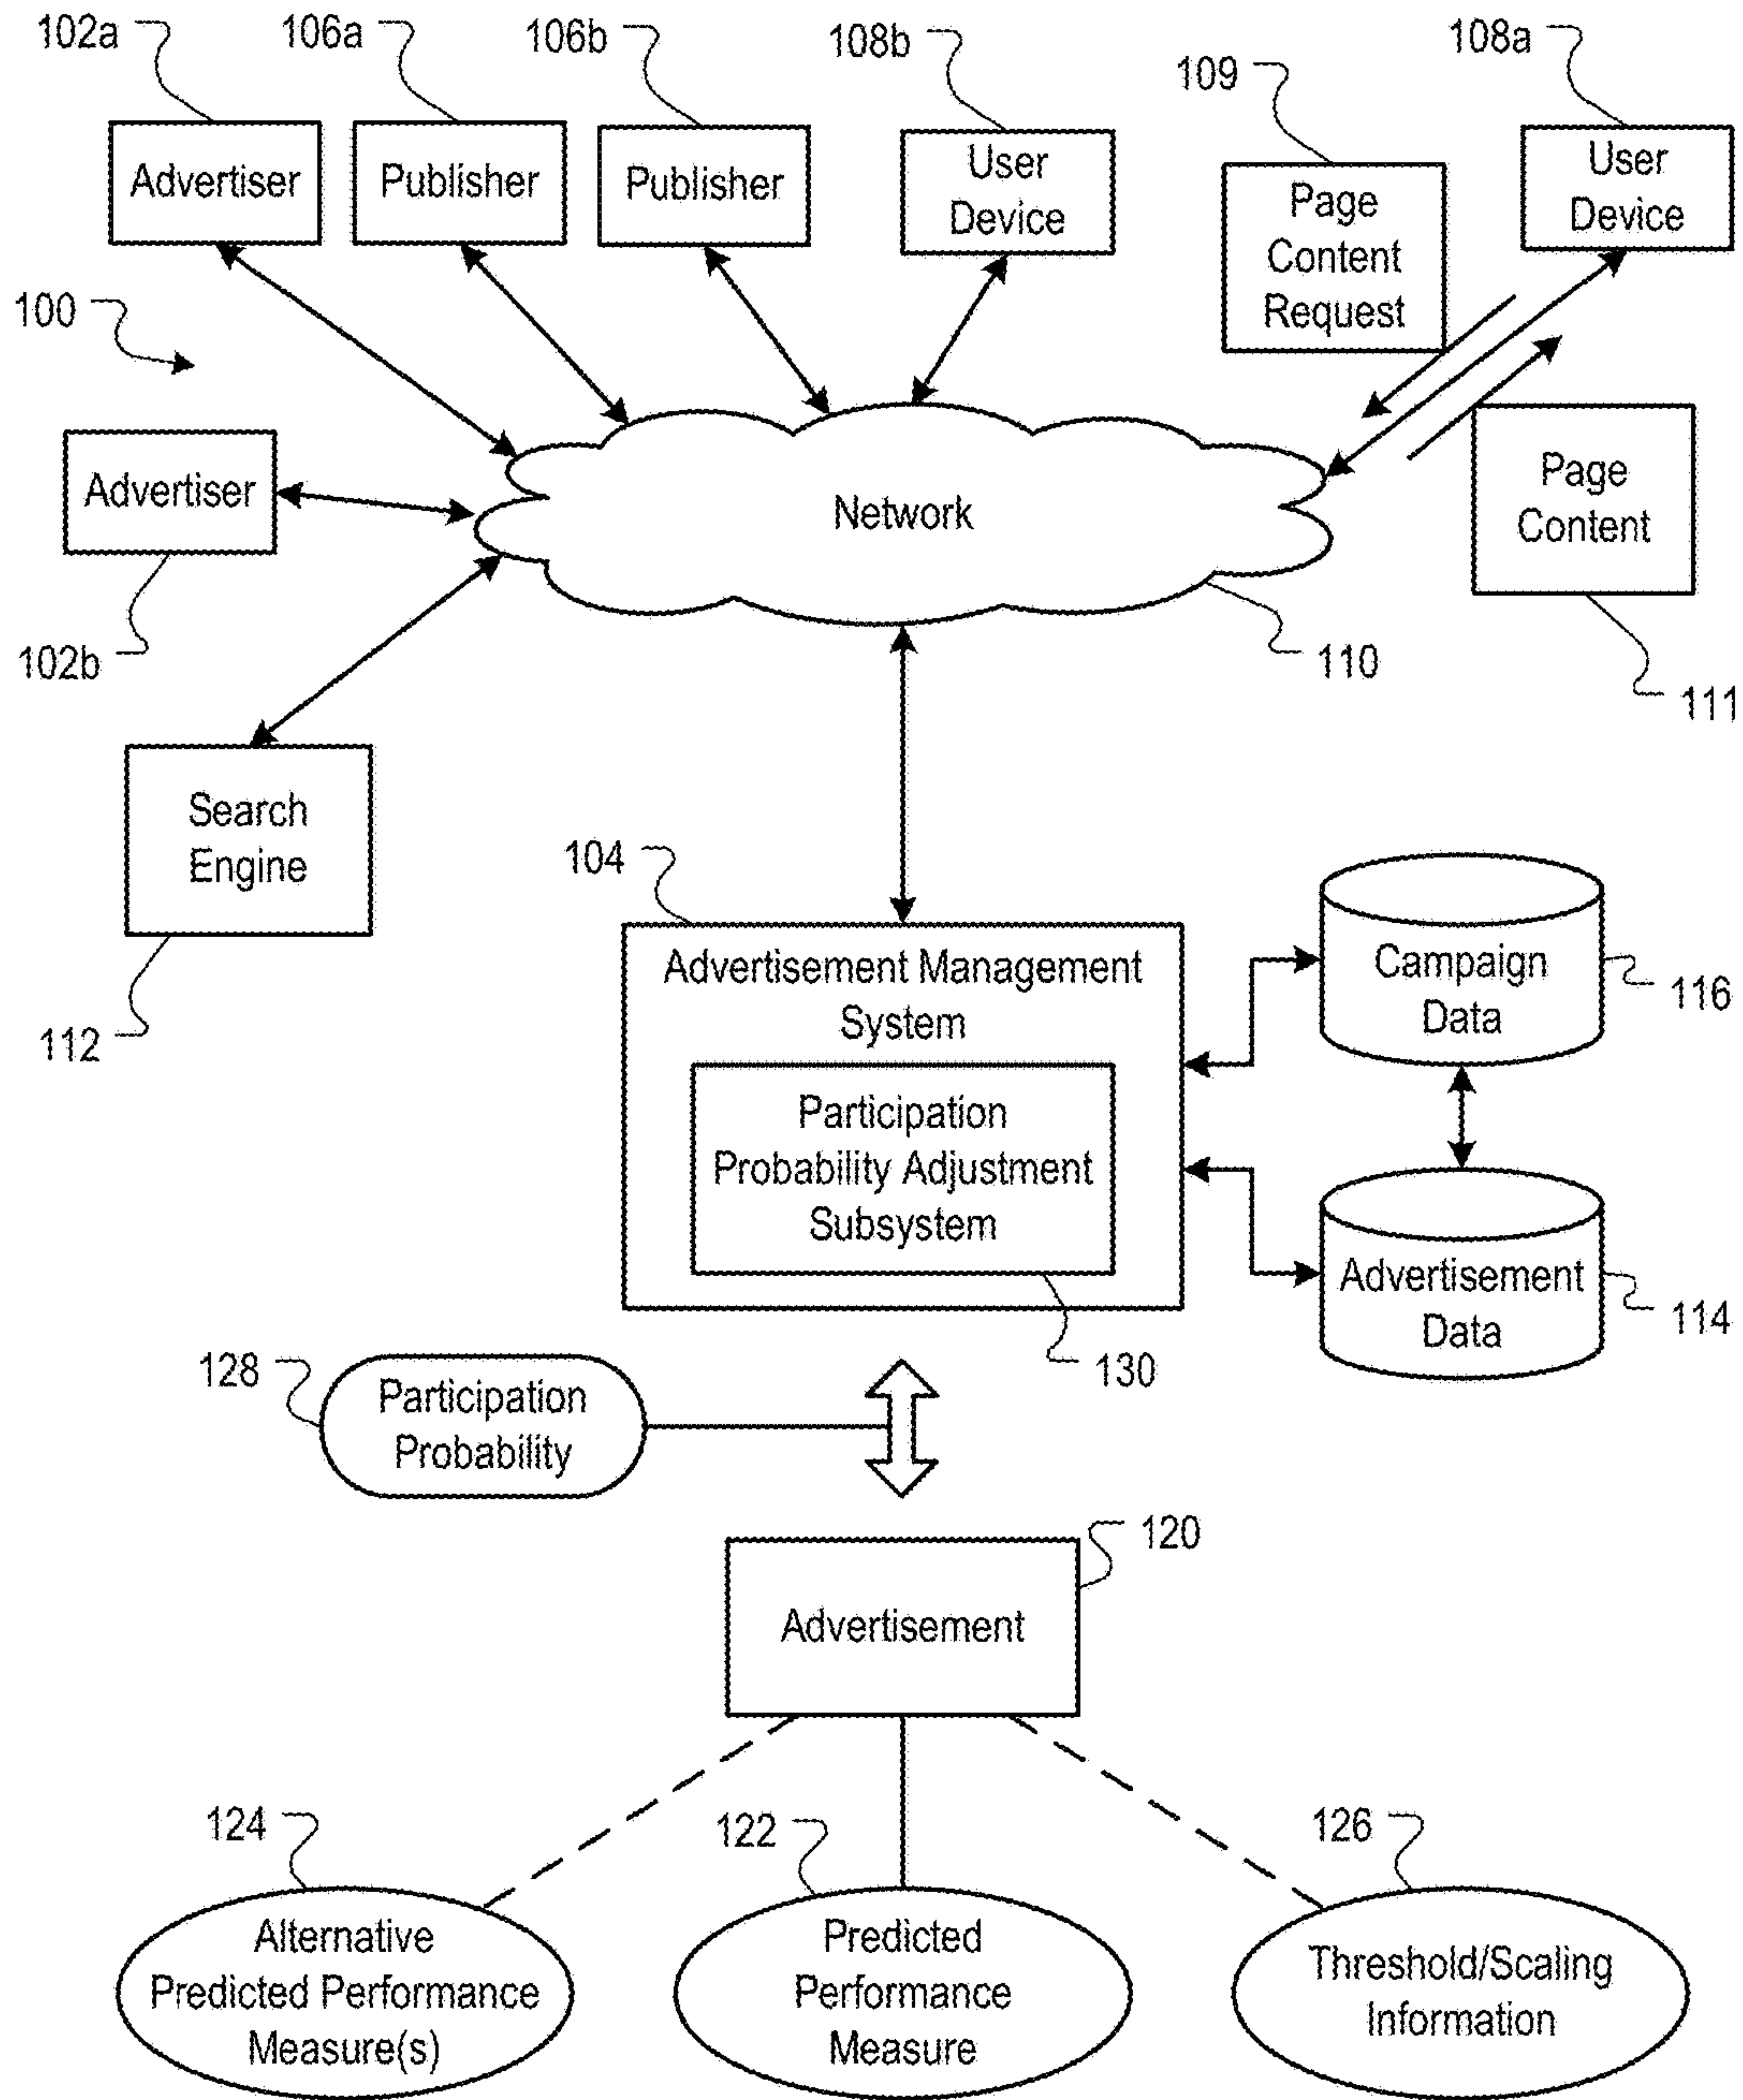 102a
106a
106b
108b
108a
109
Advertiser
Publisher
Publisher
User
Device
Page
Content
Request
User
Device
100
Advertiser
Network
Page
Content
102b
110
111
Search
Engine
104
112
Advertisement Management
System
Participation
Probability Adjustment
Subsystem
Campaign
Data
116
Advertisement
Data
114
128
Participation
Probability
130
120
Advertisement
124
122
126
Alternative
Predicted Performance
Measure(s)
Predicted
Performance
Measure
Threshold/Scaling
Information